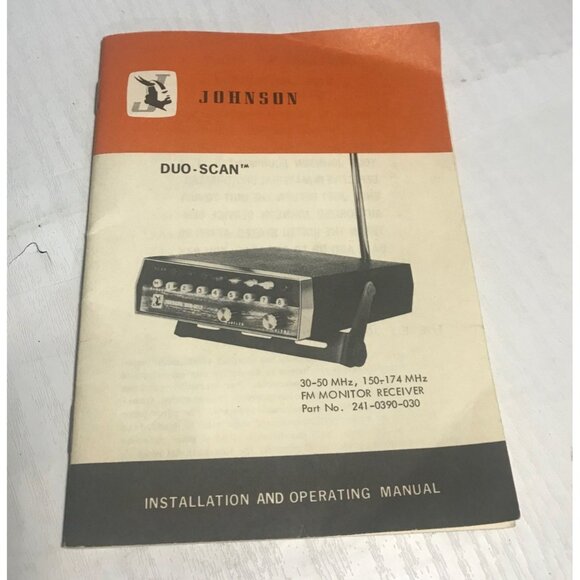 JOHNSON
DUO-SCAN™
30-50 MHz, 150-174 MHz
FM MONITOR RECEIVER
Part No. 241-0390-030
INSTALLATION AND OPERATING MANUAL